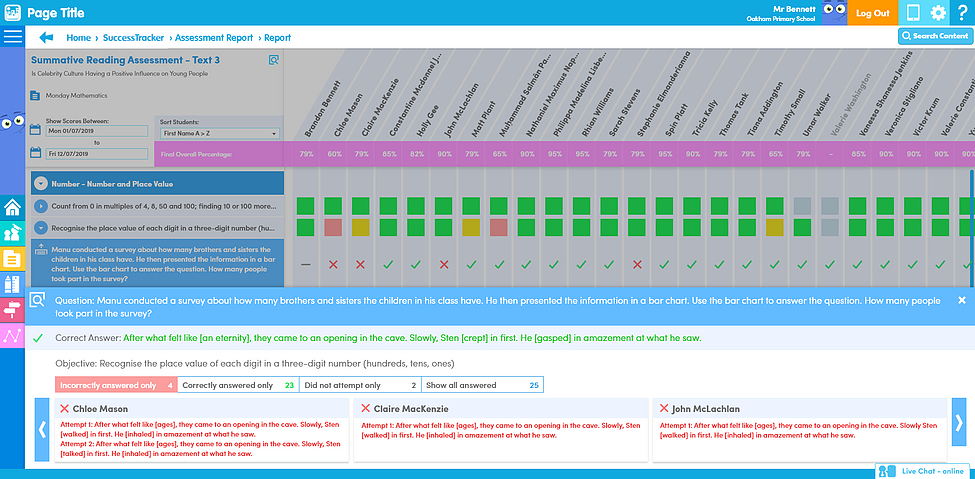 Page Title
Mr Bennett
Oakham Primary School
Log Out
?
Home › SuccessTracker › Assessment Report › Report
Search Content
Summative Reading Assessment - Text 3
Is Celebrity Culture Having a Positive Influence on Young People
Monday Mathematics
Show Scores Between:
Mon 01/07/2019
to
Fri 12/07/2019
Sort Students:
First Name A > Z
Brandon Bennett
Chloe Mason
Claire MacKenzie
Constantine Mcdonnel J...
Holly Gee
John McLachlan
Matt Plant
Muhammad Salmán Pa...
Nathaniel Maximus Nap...
Philippa Madelina Lisbe...
Rhian Williams
Sarah Stevens
Stephanie Elmanderianna
Spin Platt
Tricia Kelly
Thomas Tank
Tiana Addington
Timothy Small
Umar Walker
Valerie Washington
Vanessa Shanessa Jenkins
Veronica Stigliano
Victor Krum
Valerie Constan
Final Overall Percentage:
79% 60% 79% 85% 82% 90% 79% 65% 90% 95% 95% 79% 79% 85% 90% 79% 79% 65% 79% – 85% 90% 90% 90% 90%
Number - Number and Place Value
Count from 0 in multiples of 4, 8, 50 and 100; finding 10 or 100 more...
Recognise the place value of each digit in a three-digit number (hu...
Manu conducted a survey about how many brothers and sisters the
children in his class have. He then presented the information in a bar
chart. Use the bar chart to answer the question. How many people
took part in the survey?
Question: Manu conducted a survey about how many brothers and sisters the children in his class have. He then presented the information in a bar chart. Use the bar chart to answer the question. How many people
took part in the survey?
Correct Answer: After what felt like [an eternity], they came to an opening in the cave. Slowly, Sten [crept] in first. He [gasped] in amazement at what he saw.
Objective: Recognise the place value of each digit in a three-digit number (hundreds, tens, ones)
Incorrectly answered only 4
Correctly answered only 23
Did not attempt only 2
Show all answered 25
Chloe Mason
Attempt 1: After what felt like [ages], they came to an opening in the cave. Slowly, Sten
[walked] in first. He [inhaled] in amazement at what he saw,
Attempt 2: After what felt like [ages], they came to an opening in the cave. Slowly, Sten
[talked] in first. He [inhaled] in amazement at what he saw.
Claire MacKenzie
Attempt 1: After what felt like [ages], they came to an opening in the cave. Slowly, Sten
[walked] in first. He [inhaled] in amazement at what he saw.
John McLachlan
Attempt 1: After what felt like [ages], they came to an opening in the cave. Slowly Sten
[walked] in first. He [inhaled] in amazement at what he saw.
Live Chat - online